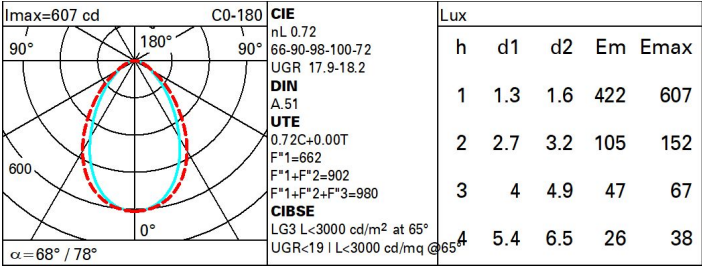 Imax=607 cd C0-180
90° 180° 90°
600
0°
α=68° / 78°
CIE
nL 0.72
66-90-98-100-72
UGR 17.9-18.2
DIN
A.51
UTE
0.72C+0.00T
F"1=662
F"1+F"2=902
F"1+F"2+F"3=980
CIBSE
LG3 L<3000 cd/m² at 65°
UGR<19 | L<3000 cd/mq @65°
Lux
h d1 d2 Em Emax
1 1.3 1.6 422 607
2 2.7 3.2 105 152
3 4 4.9 47 67
4 5.4 6.5 26 38